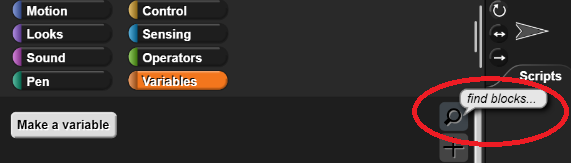 Motion
Control
Looks
Sensing
Sound
Operators
Pen
Variables
Scripts
find blocks...
Make a variable